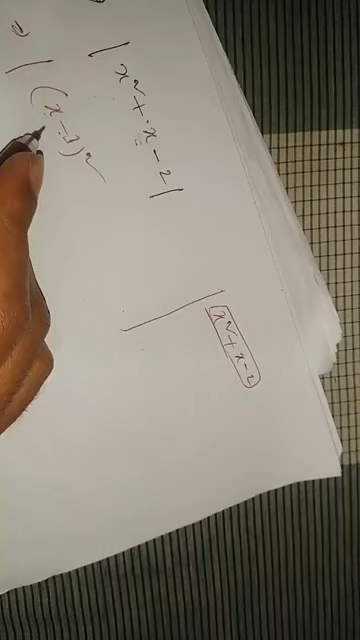 |x² + x - 2|
|(x-1)²
x² + x - 2